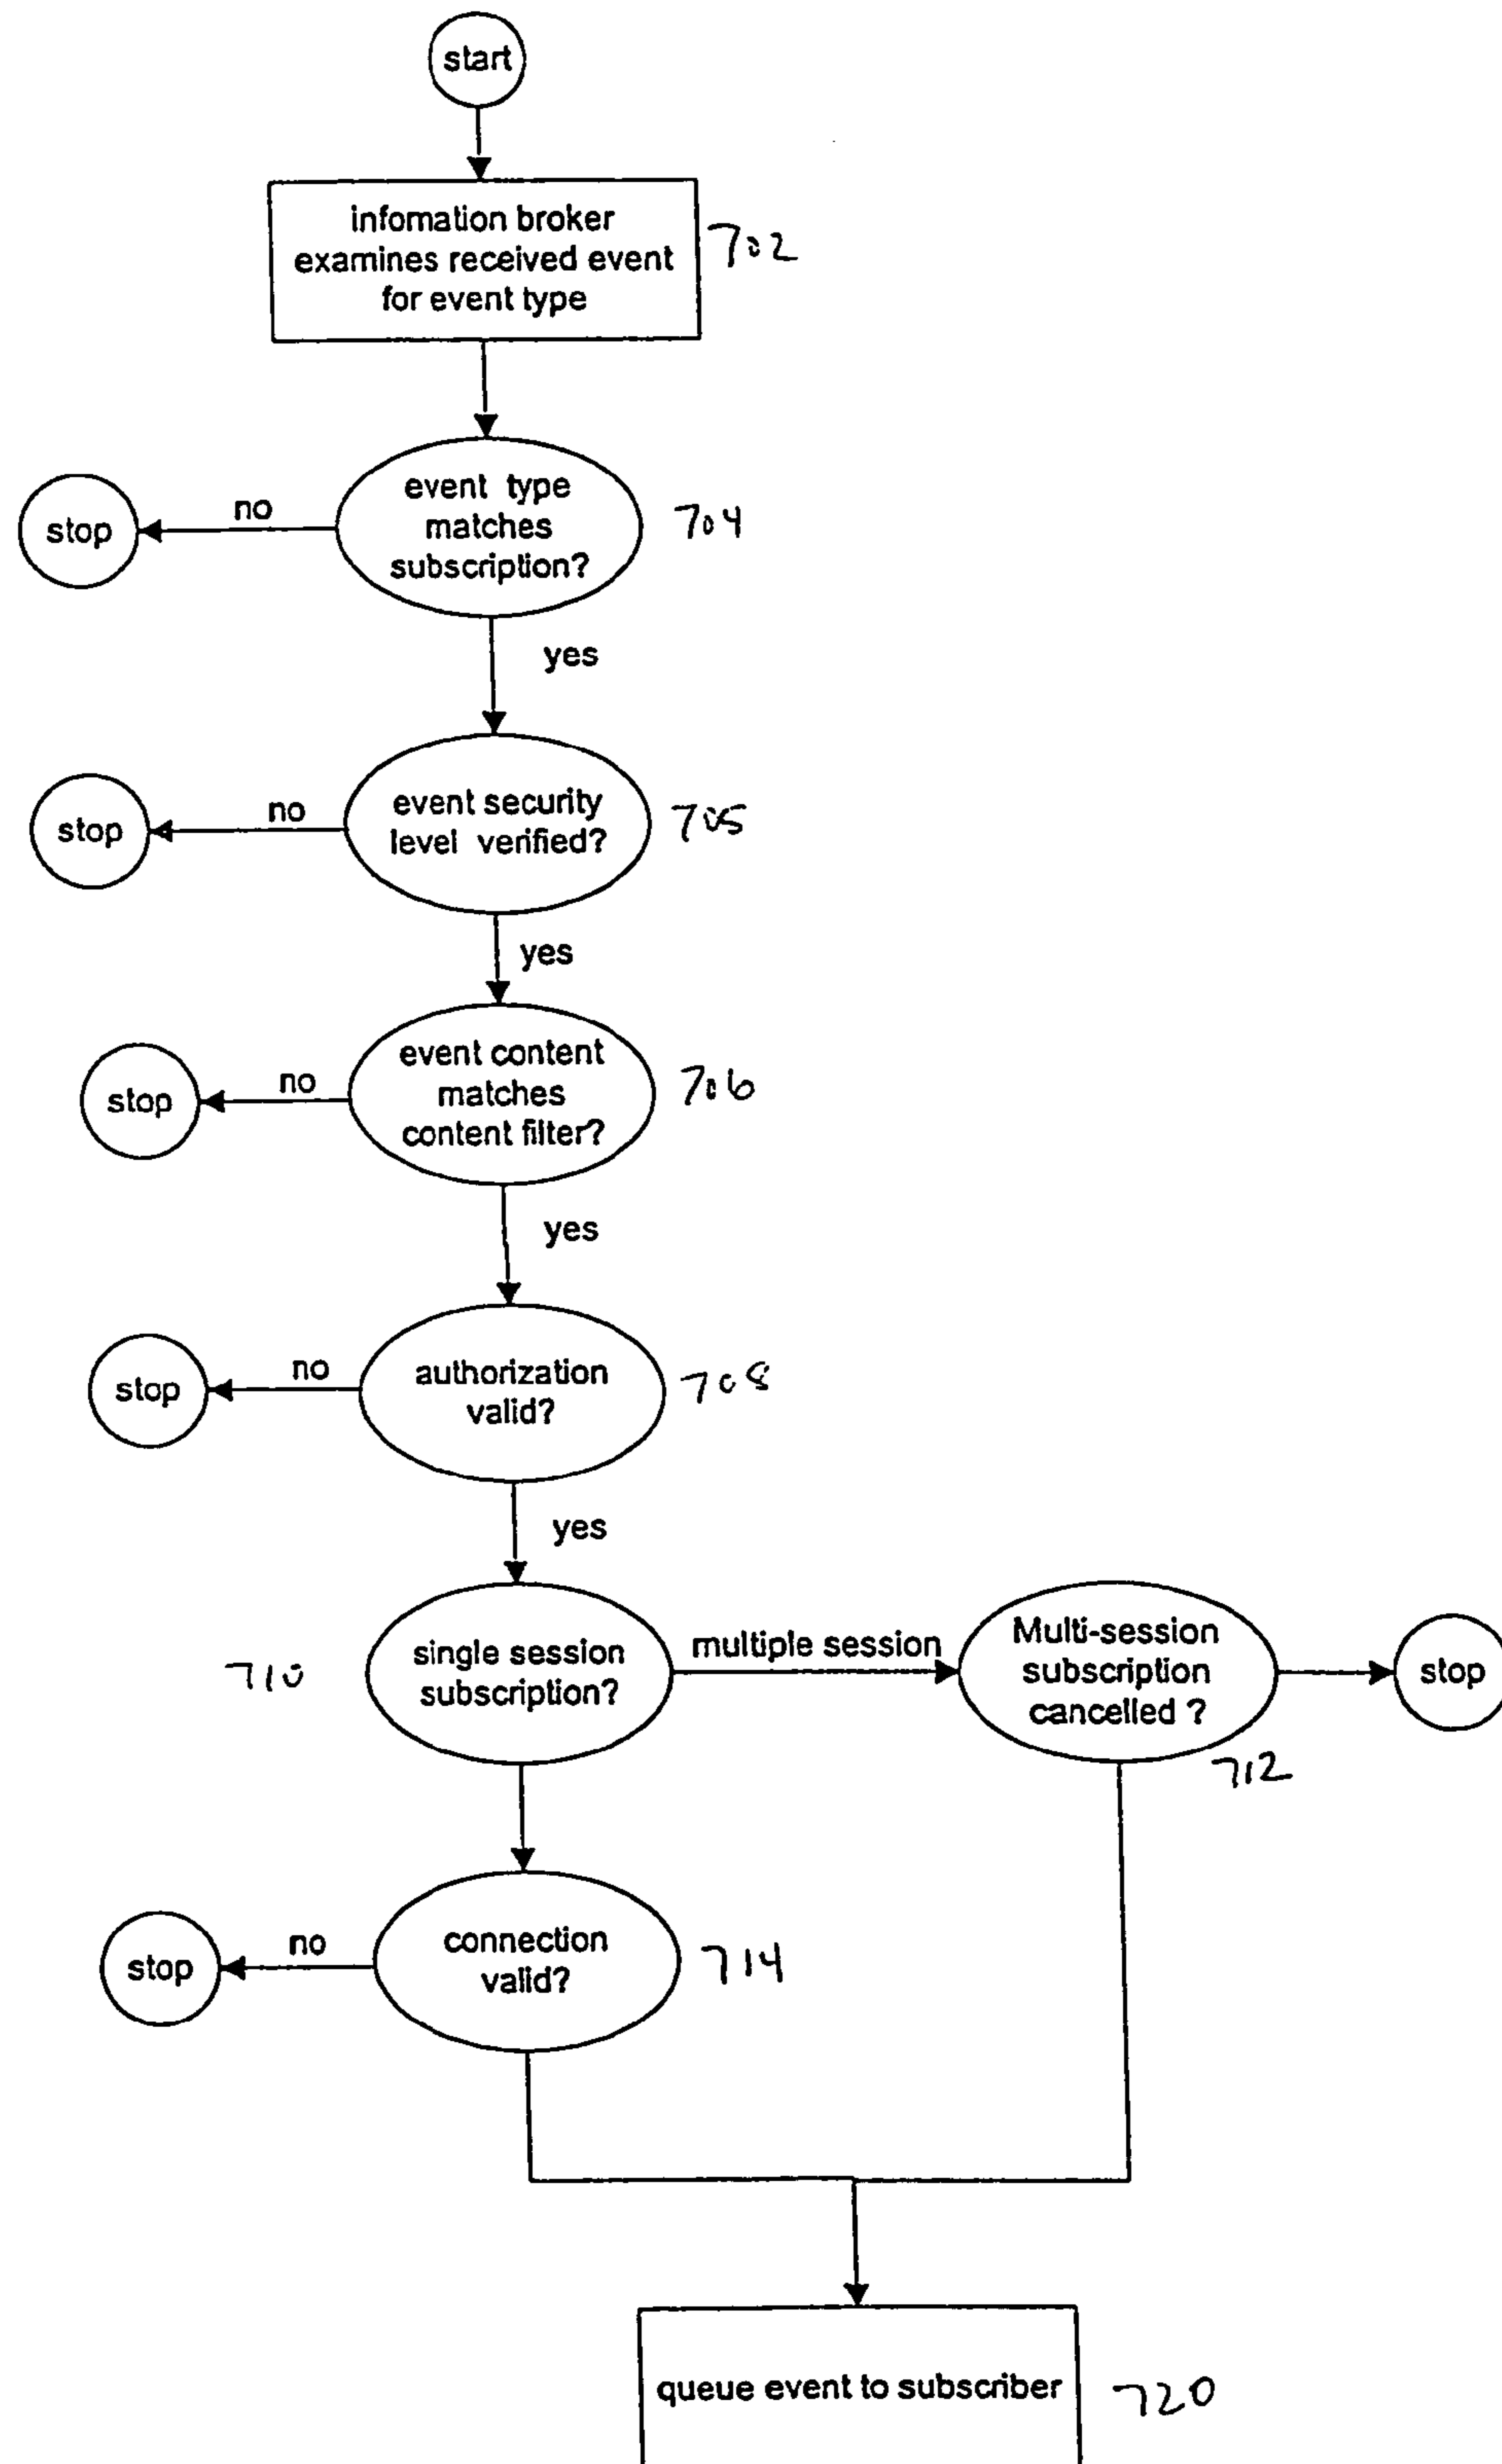 start
infomation broker
examines received event
for event type
702
event type
matches
subscription?
704
no
stop
yes
event security
level verified?
705
no
stop
yes
event content
matches
content filter?
706
no
stop
yes
authorization
valid?
708
no
stop
yes
single session
subscription?
710
multiple session
Multi-session
subscription
cancelled ?
712
stop
connection
valid?
714
no
stop
queue event to subscriber
720